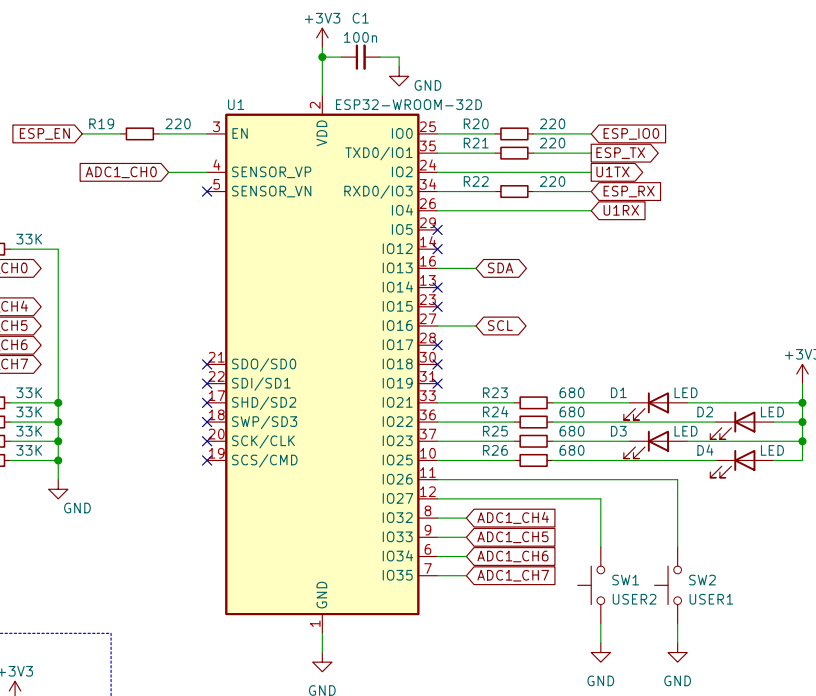 +3V3 C1
100n
GND
U1 ESP32-WROOM-32D
2
VDD
ESP_EN R19 220 3 EN
IO0 25 R20 220 ESP_IO0
TXD0/IO1 35 R21 220 ESP_TX
ADC1_CH0 4 SENSOR_VP
IO2 24 U1TX
5 SENSOR_VN
RXD0/IO3 34 R22 220 ESP_RX
IO4 26 U1RX
IO5 29
33K
IO12 14
CH0
IO13 16 SDA
IO14 13
CH4
IO15 23
CH5
IO16 27 SCL
CH6
IO17 28
CH7
21 SDO/SD0
IO18 30
+3V3
22 SDI/SD1
IO19 31
33K
17 SHD/SD2
IO21 33 R23 680 D1 LED
33K
18 SWP/SD3
IO22 36 R24 680 D2 LED
33K
20 SCK/CLK
IO23 37 R25 680 D3 LED
33K
19 SCS/CMD
IO25 10 R26 680 D4 LED
IO26 11
IO27 12
GND
IO32 8 ADC1_CH4
IO33 9 ADC1_CH5
IO34 6 ADC1_CH6
IO35 7 ADC1_CH7
SW1
USER2
SW2
USER1
GND
1
GND
GND
GND
+3V3